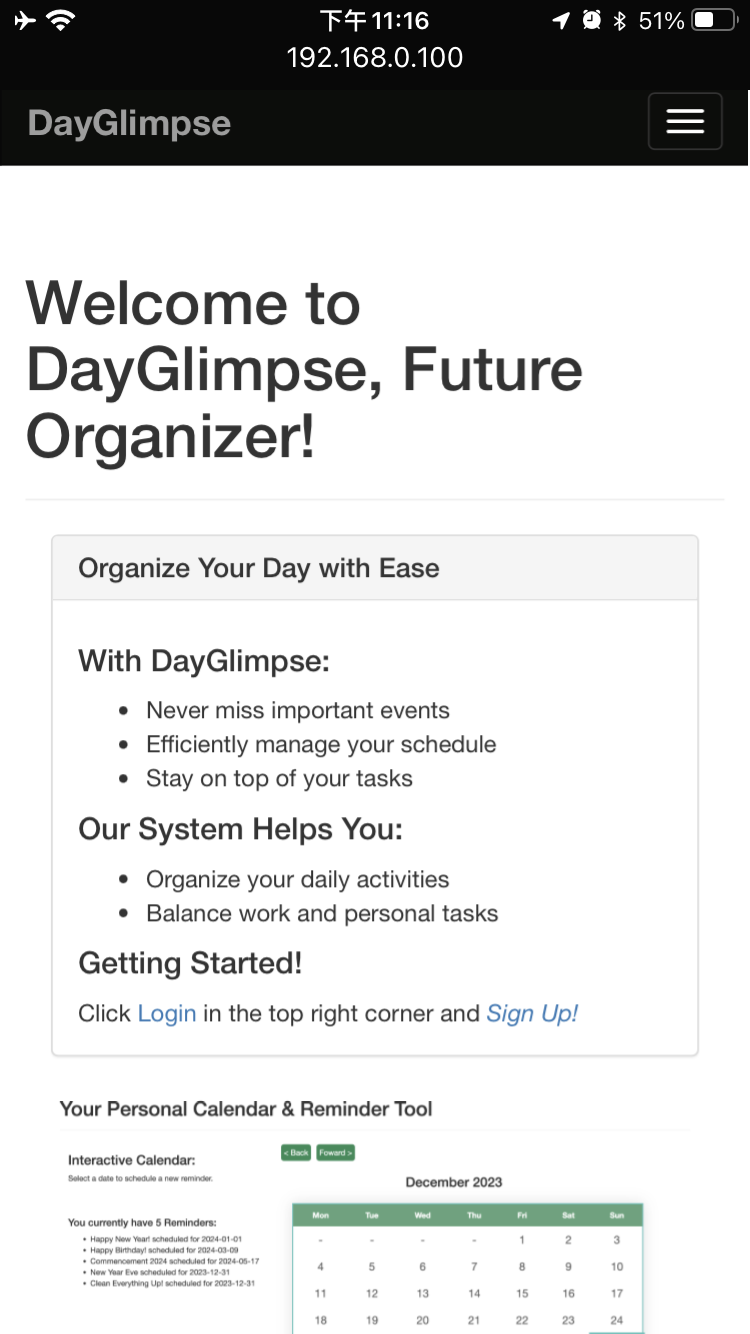 下午 11:16
51%
192.168.0.100
DayGlimpse
Welcome to
DayGlimpse, Future
Organizer!
Organize Your Day with Ease
With DayGlimpse:
Never miss important events
Efficiently manage your schedule
Stay on top of your tasks
Our System Helps You:
Organize your daily activities
Balance work and personal tasks
Getting Started!
Click Login in the top right corner and Sign Up!
Your Personal Calendar & Reminder Tool
Interactive Calendar:
Select a date to schedule a new reminder.
You currently have 5 Reminders:
Happy New Year! scheduled for 2024-01-01
Happy Birthday! scheduled for 2024-03-09
Commencement 2024 scheduled for 2024-05-17
New Year Eve scheduled for 2023-12-31
Clean Everything Up! scheduled for 2023-12-31
< Back Foward >
December 2023
Mon Tue Wed Thu Fri Sat Sun
- - - - 1 2 3
4 5 6 7 8 9 10
11 12 13 14 15 16 17
18 19 20 21 22 23 24